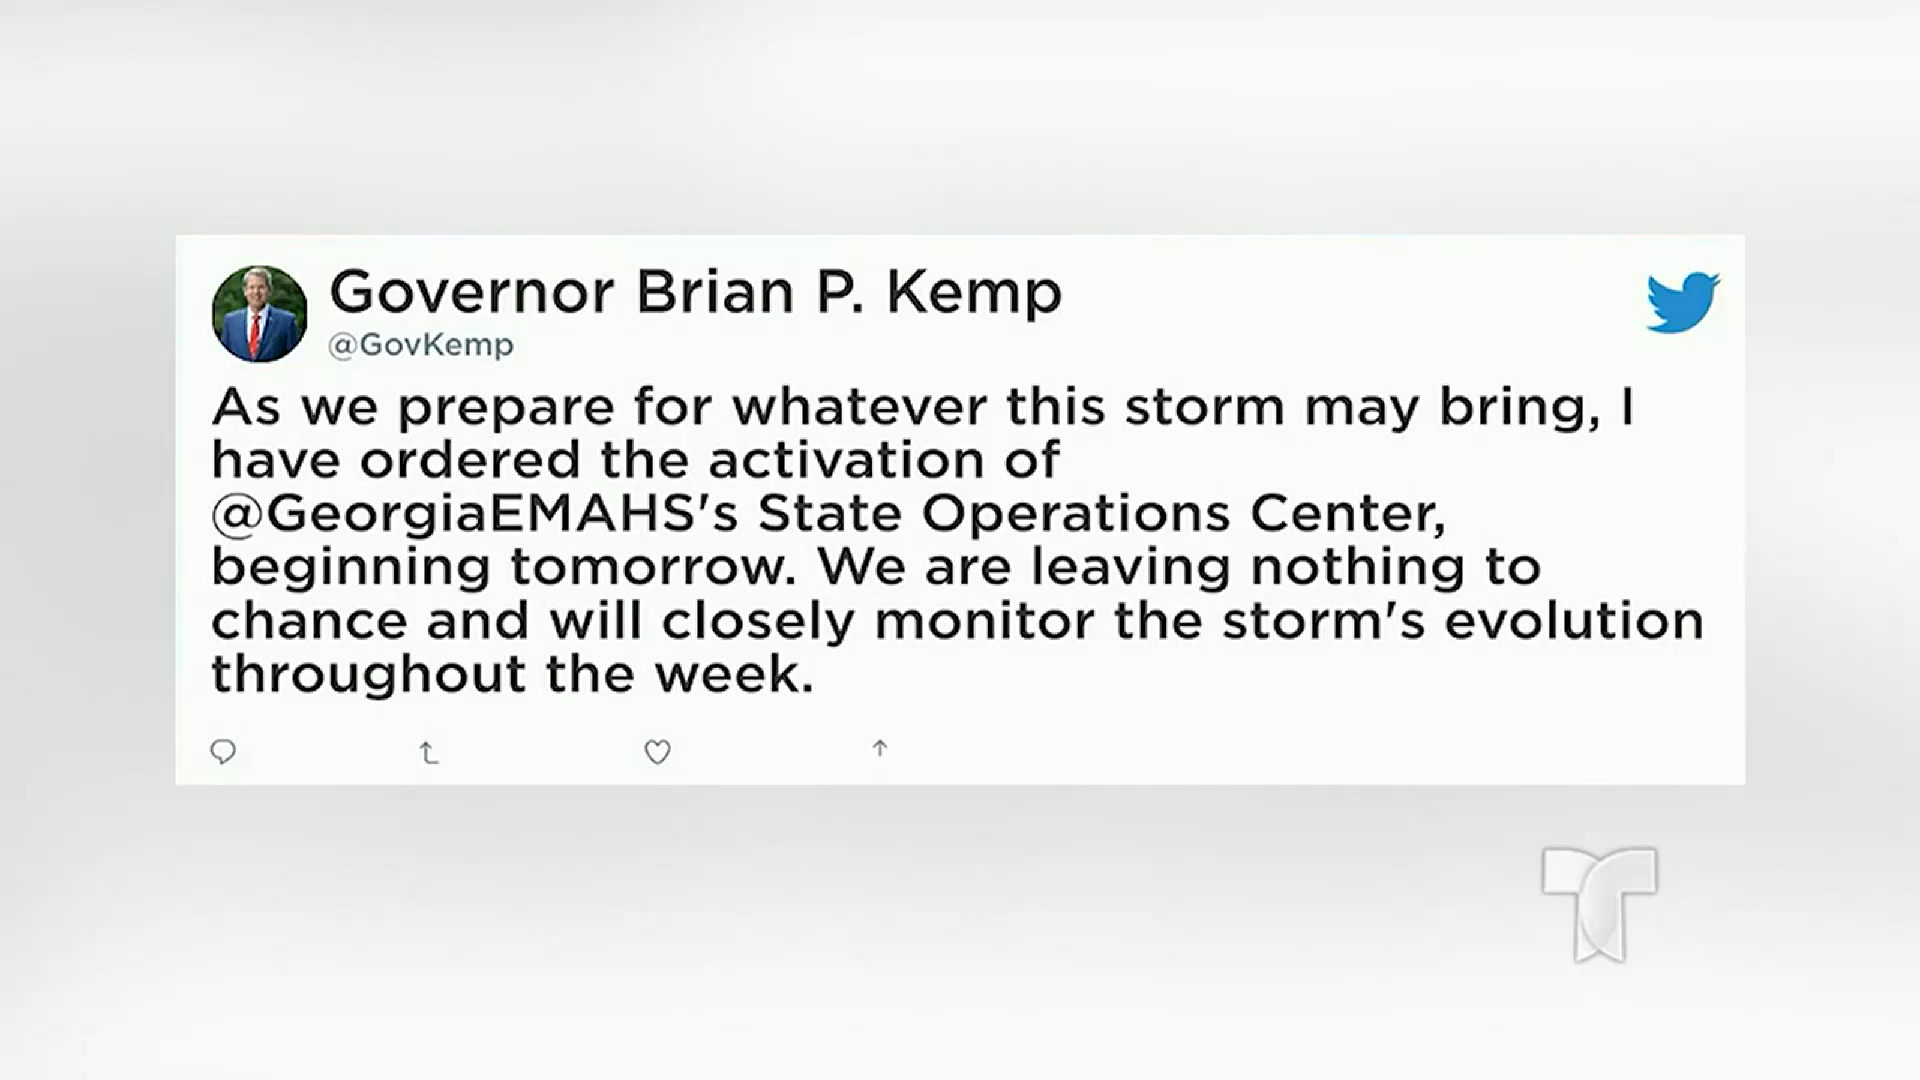 Governor Brian P. Kemp
@GovKemp
As we prepare for whatever this storm may bring, I
have ordered the activation of
@GeorgiaEMAHS's State Operations Center,
beginning tomorrow. We are leaving nothing to
chance and will closely monitor the storm's evolution
throughout the week.